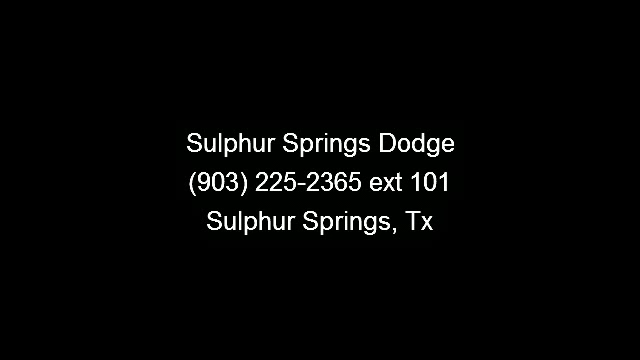 Sulphur Springs Dodge
(903) 225-2365 ext 101
Sulphur Springs, Tx